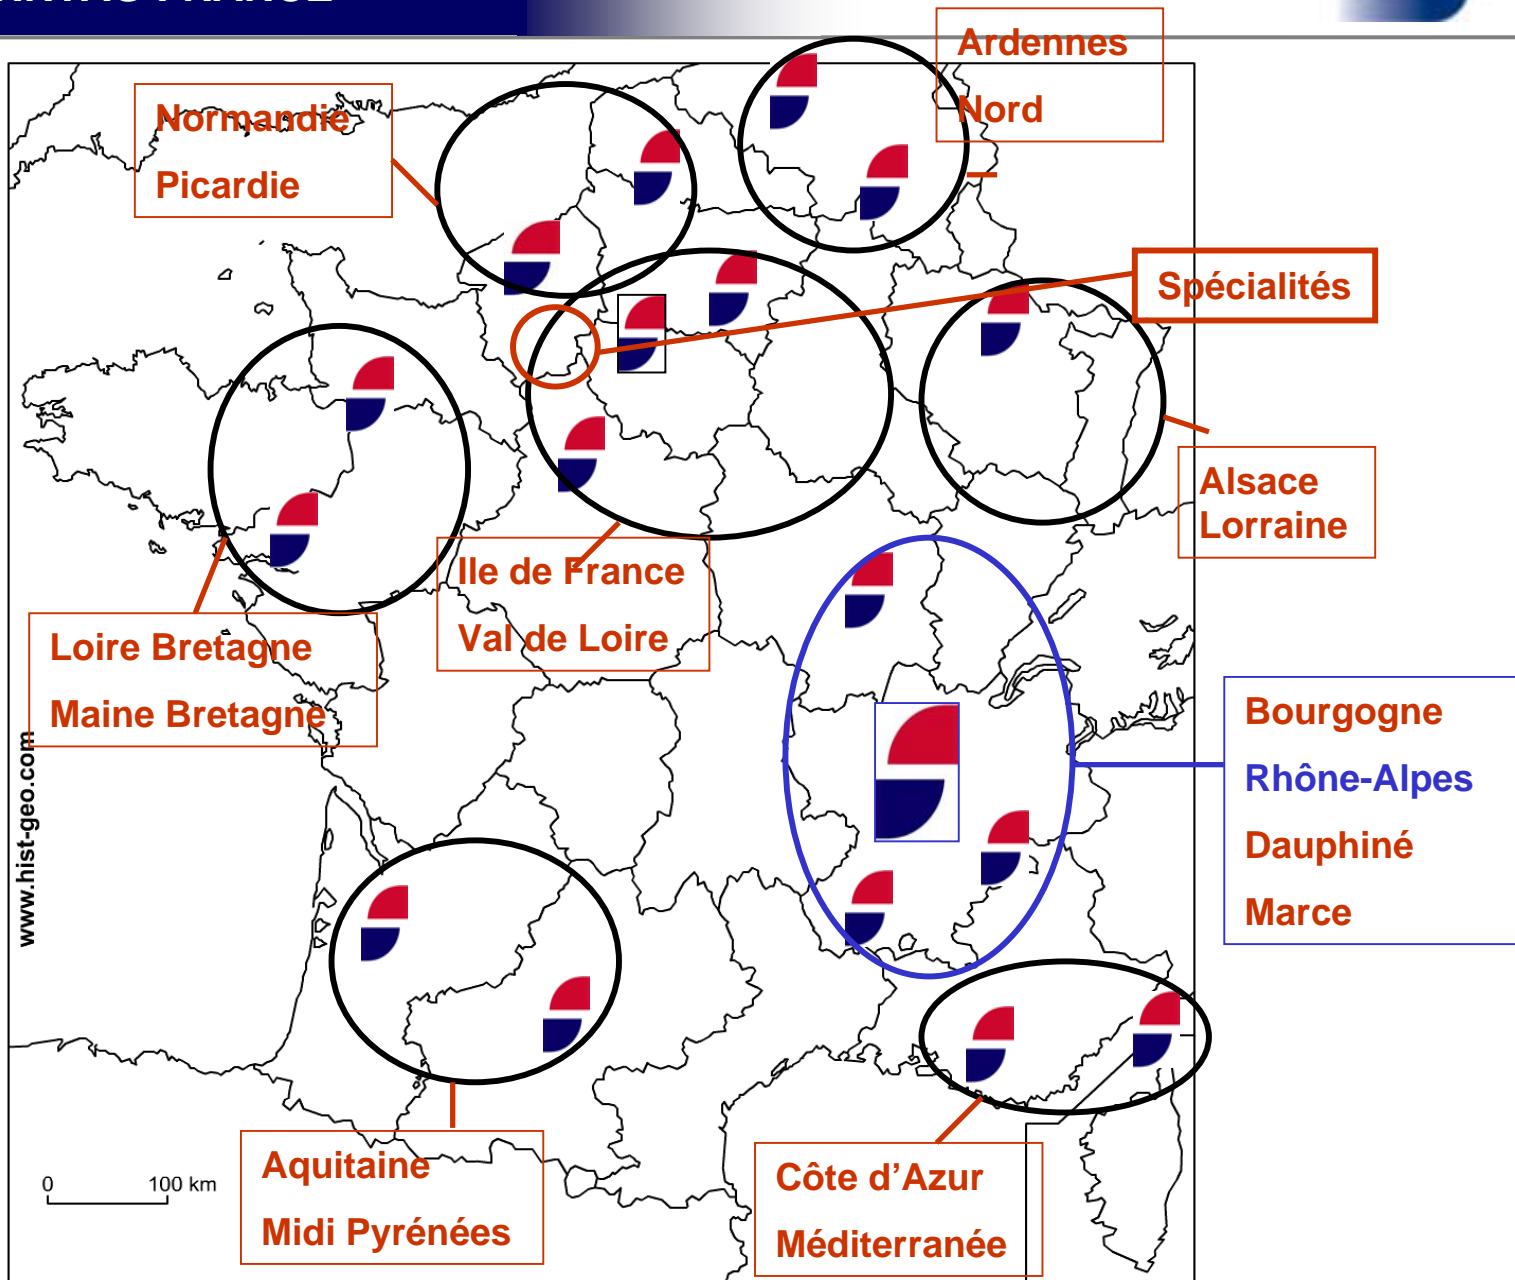 FRANCE
Ardennes
Nord
Normandie
Picardie
Spécialités
Alsace
Lorraine
Ile de France
Val de Loire
Loire Bretagne
Maine Bretagne
Bourgogne
Rhône-Alpes
Dauphiné
Marce
www.hist-geo.com
0 100 km
Aquitaine
Midi Pyrénées
Côte d’Azur
Méditerranée